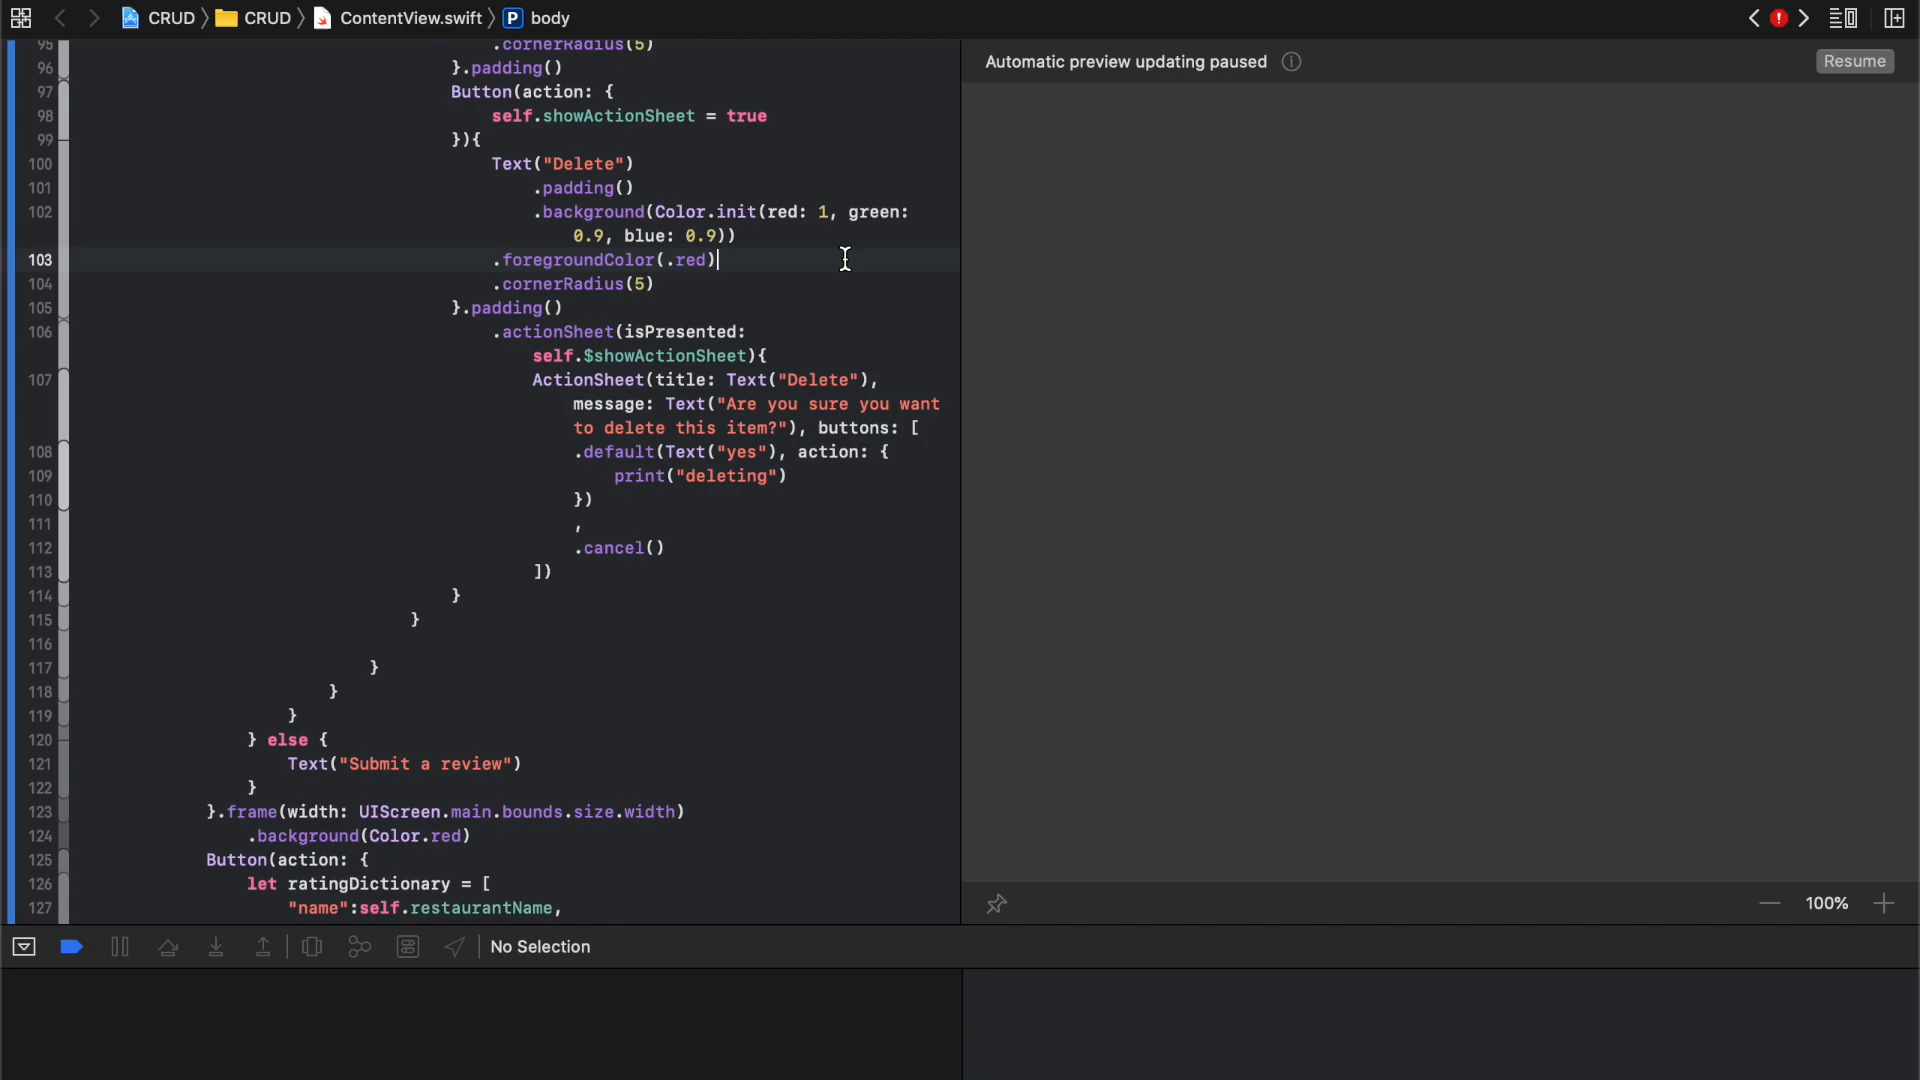 CRUD CRUD ContentView.swift P body
Automatic preview updating paused Resume
95 .cornerRadius(5)
96 }.padding()
97 Button(action: {
98 self.showActionSheet = true
99 }){
100 Text("Delete")
101 .padding()
102 .background(Color.init(red: 1, green:
0.9, blue: 0.9))
103 .foregroundColor(.red)
104 .cornerRadius(5)
105 }.padding()
106 .actionSheet(isPresented:
self.$showActionSheet){
107 ActionSheet(title: Text("Delete"),
message: Text("Are you sure you want
to delete this item?"), buttons: [
108 .default(Text("yes"), action: {
109 print("deleting")
110 })
111 ,
112 .cancel()
113 ])
114 }
115 }
116
117 }
118 }
119 }
120 } else {
121 Text("Submit a review")
122 }
123 }.frame(width: UIScreen.main.bounds.size.width)
124 .background(Color.red)
125 Button(action: {
126 let ratingDictionary = [
127 "name":self.restaurantName,
100%
No Selection